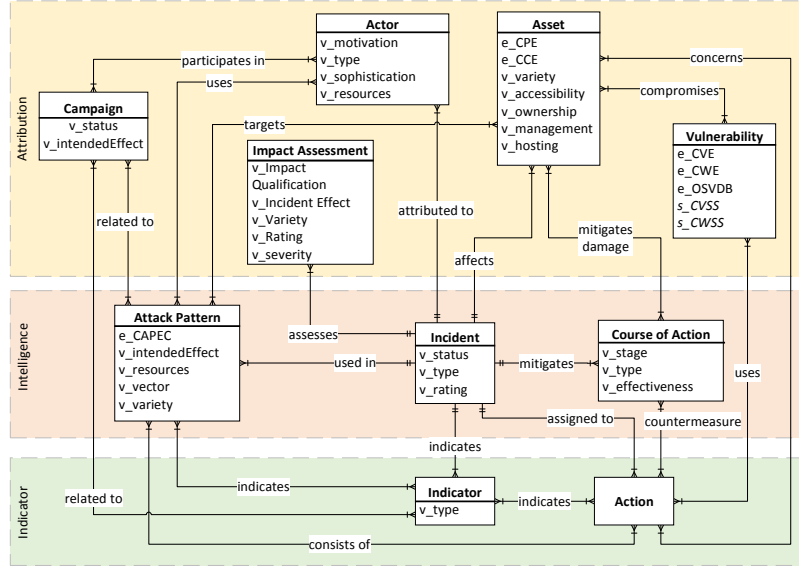 Attribution
Actor
v_motivation
v_type
v_sophistication
v_resources
Asset
e_CPE
e_CCE
v_variety
v_accessibility
v_ownership
v_management
v_hosting
participates in
uses
concerns
compromises
Campaign
v_status
v_intendedEffect
targets
Vulnerability
e_CVE
e_CWE
e_OSVDB
s_CVSS
s_CWSS
Impact Assessment
v_Impact
Qualification
v_Incident Effect
v_Variety
v_Rating
v_severity
related to
attributed to
mitigates
damage
affects
Intelligence
Attack Pattern
e_CAPEC
v_intendedEffect
v_resources
v_vector
v_variety
assesses
used in
Incident
v_status
v_type
v_rating
mitigates
Course of Action
v_stage
v_type
v_effectiveness
uses
assigned to
countermeasure
indicates
Indicator
related to
indicates
Indicator
v_type
indicates
Action
consists of